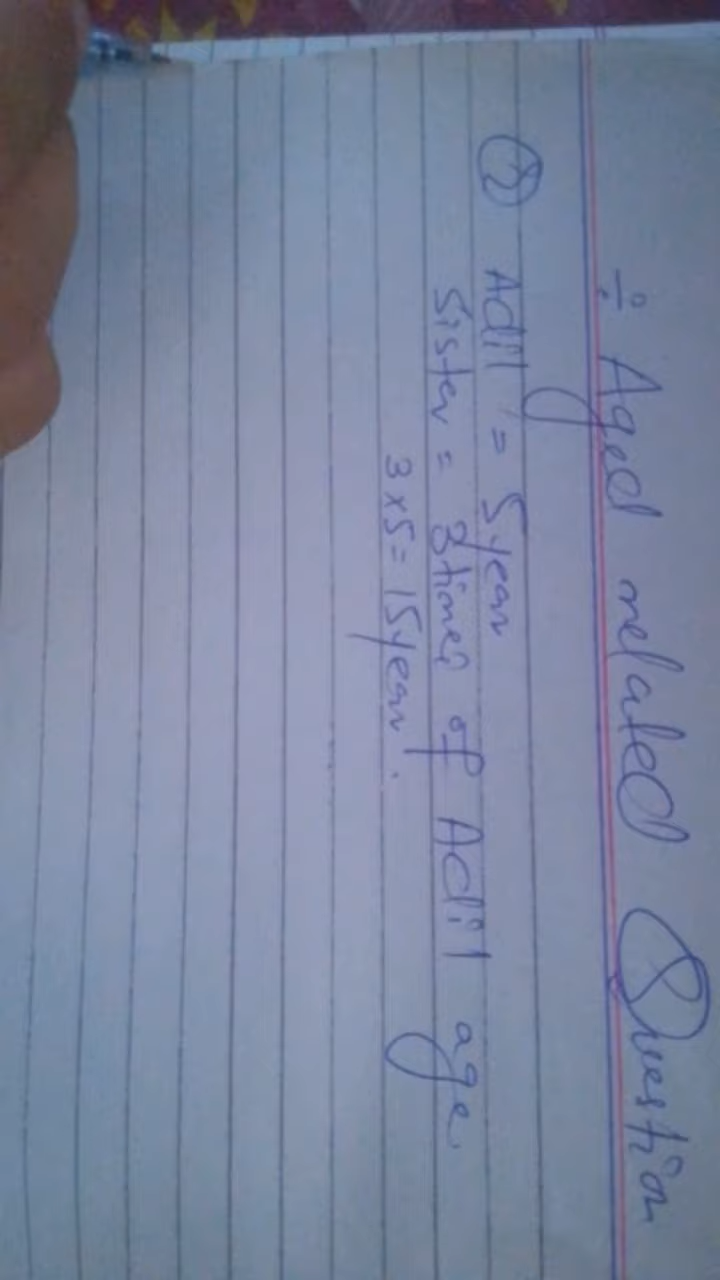 ÷ Aged related Question
② Adil = 5 year
Sister = 3 times of Adil age.
3 x 5 = 15 year.